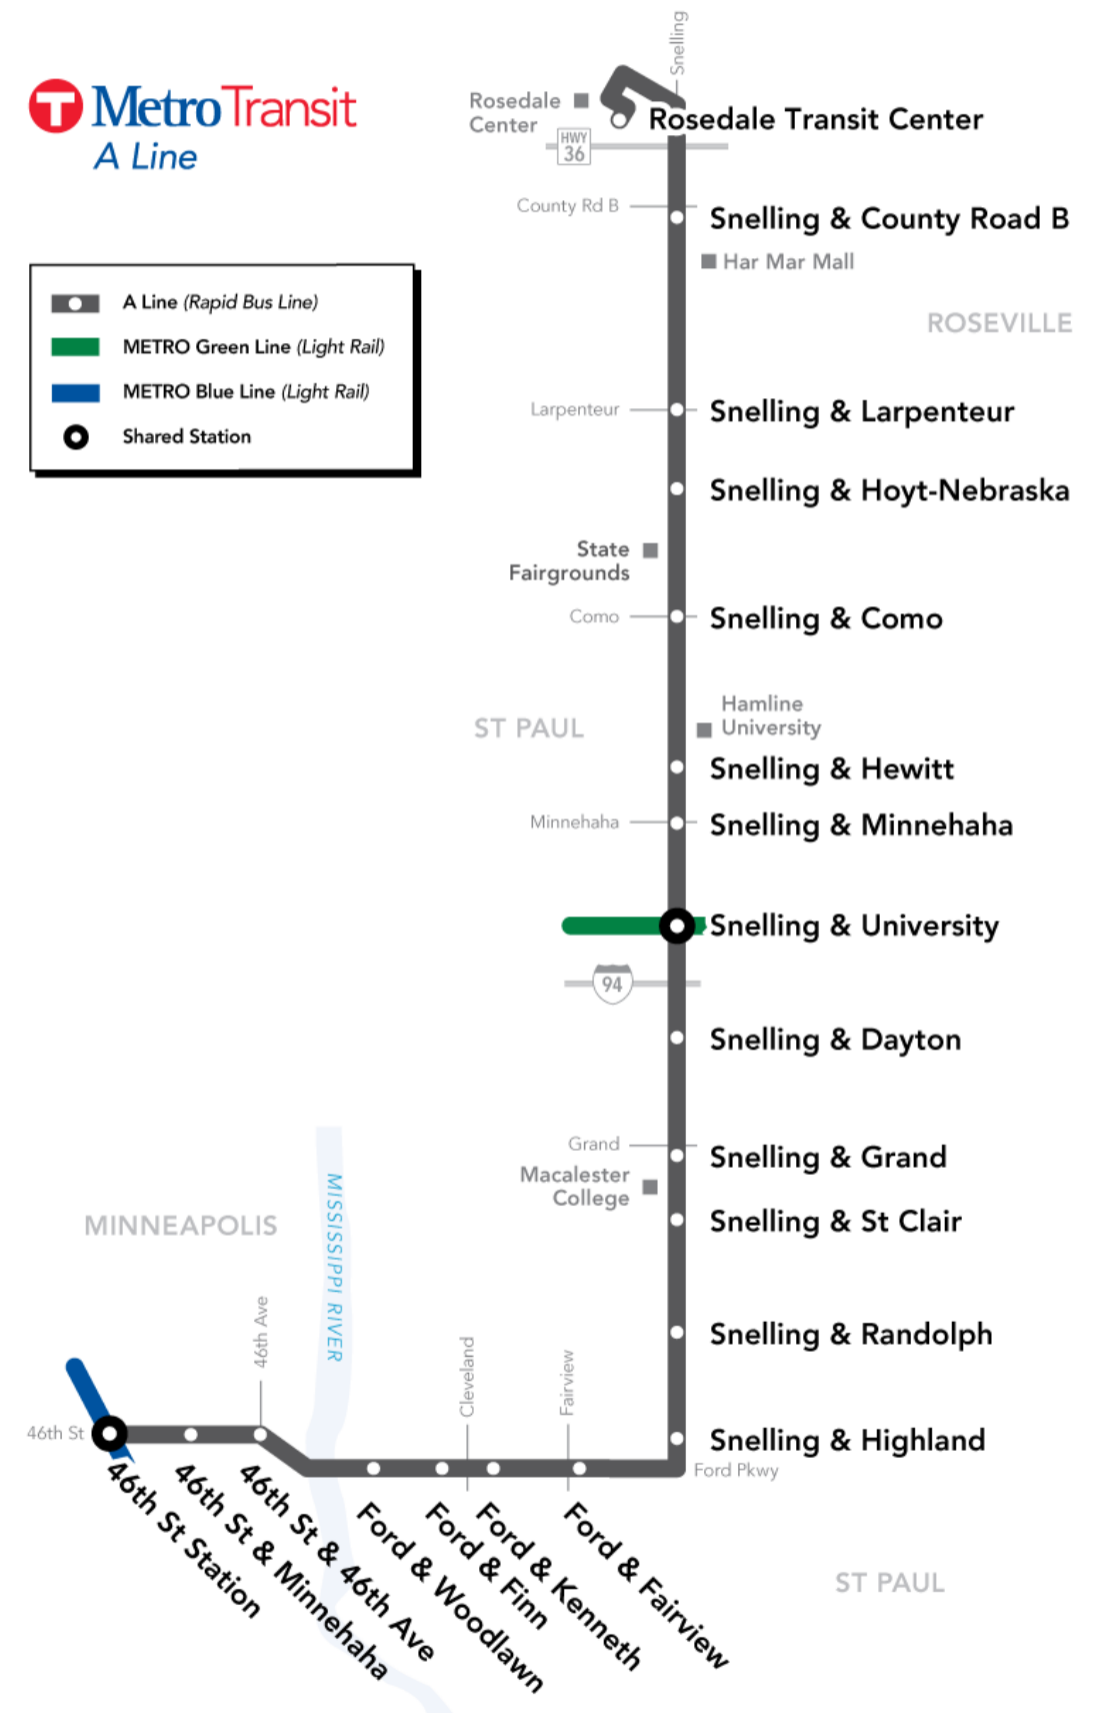 Snelling
T MetroTransit
A Line
Rosedale
Center
Rosedale Transit Center
HWY
36
County Rd B
Snelling & County Road B
Har Mar Mall
ROSEVILLE
A Line (Rapid Bus Line)
METRO Green Line (Light Rail)
METRO Blue Line (Light Rail)
Shared Station
Larpenteur
Snelling & Larpenteur
Snelling & Hoyt-Nebraska
State
Fairgrounds
Como
Snelling & Como
ST PAUL
Hamline
University
Snelling & Hewitt
Minnehaha
Snelling & Minnehaha
Snelling & University
94
Snelling & Dayton
Grand
Snelling & Grand
Macalester
College
Snelling & St Clair
MINNEAPOLIS
MISSISSIPPI RIVER
Snelling & Randolph
46th Ave
Cleveland
Fairview
46th St
Snelling & Highland
Ford Pkwy
46th St Station
46th St & Minnehaha
46th St & 46th Ave
Ford & Woodlawn
Ford & Finn
Ford & Kenneth
Ford & Fairview
ST PAUL